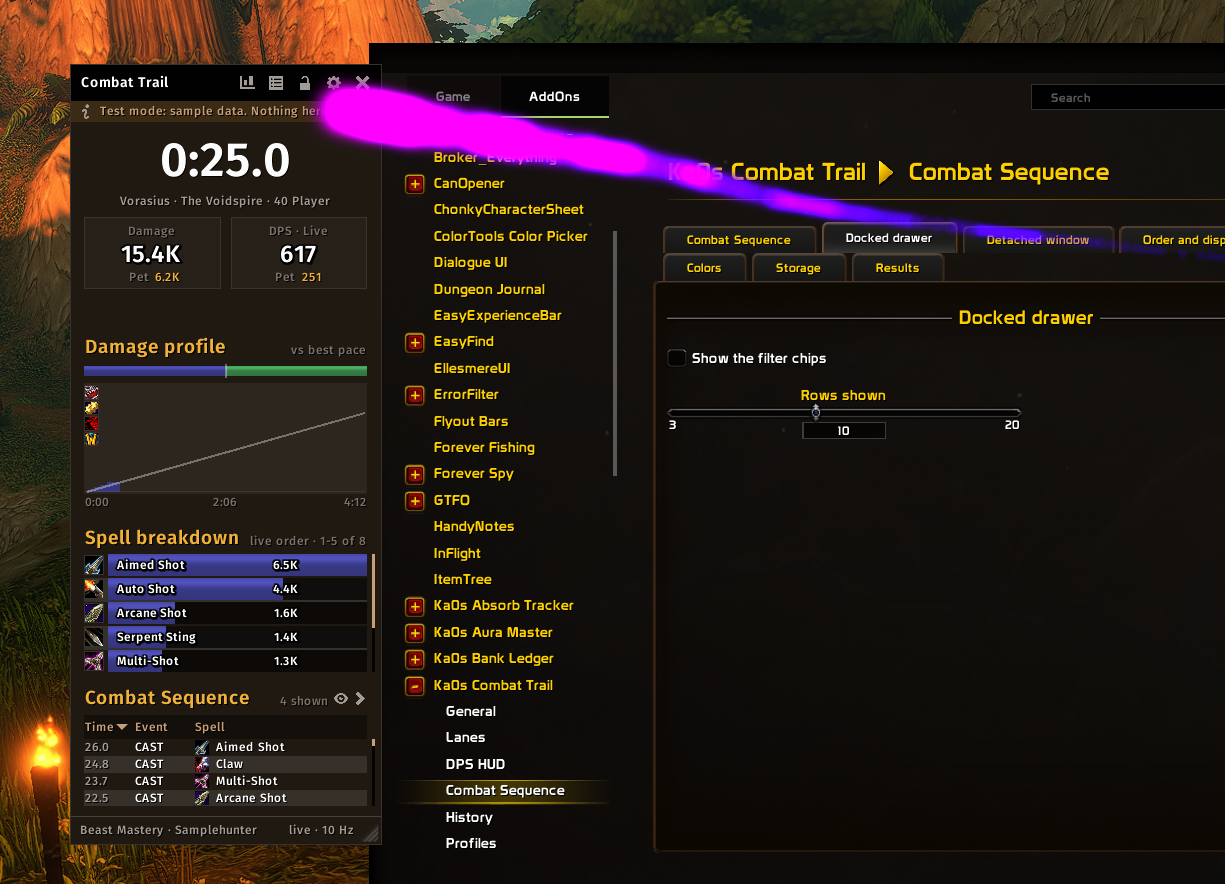 Combat Trail
Test mode: sample data. Nothing her
0:25.0
Vorasius · The Voidspire · 40 Player
Damage
15.4K
Pet 6.2K
DPS · Live
617
Pet 251
Damage profile
vs best pace
0:00
2:06
4:12
Spell breakdown
live order · 1-5 of 8
Aimed Shot 6.5K
Auto Shot 4.4K
Arcane Shot 1.6K
Serpent Sting 1.4K
Multi-Shot 1.3K
Combat Sequence
4 shown
Time Event Spell
26.0 CAST Aimed Shot
24.8 CAST Claw
23.7 CAST Multi-Shot
22.5 CAST Arcane Shot
Beast Mastery · Samplehunter
live · 10 Hz
Game
AddOns
Broker_Everything
CanOpener
ChonkyCharacterSheet
ColorTools Color Picker
Dialogue UI
Dungeon Journal
EasyExperienceBar
EasyFind
EllesmereUI
ErrorFilter
Flyout Bars
Forever Fishing
Forever Spy
GTFO
HandyNotes
InFlight
ItemTree
KaOs Absorb Tracker
KaOs Aura Master
KaOs Bank Ledger
KaOs Combat Trail
General
Lanes
DPS HUD
Combat Sequence
History
Profiles
Search
KaOs Combat Trail
Combat Sequence
Combat Sequence
Docked drawer
Detached window
Order and disp
Colors
Storage
Results
Docked drawer
Show the filter chips
Rows shown
3
20
10